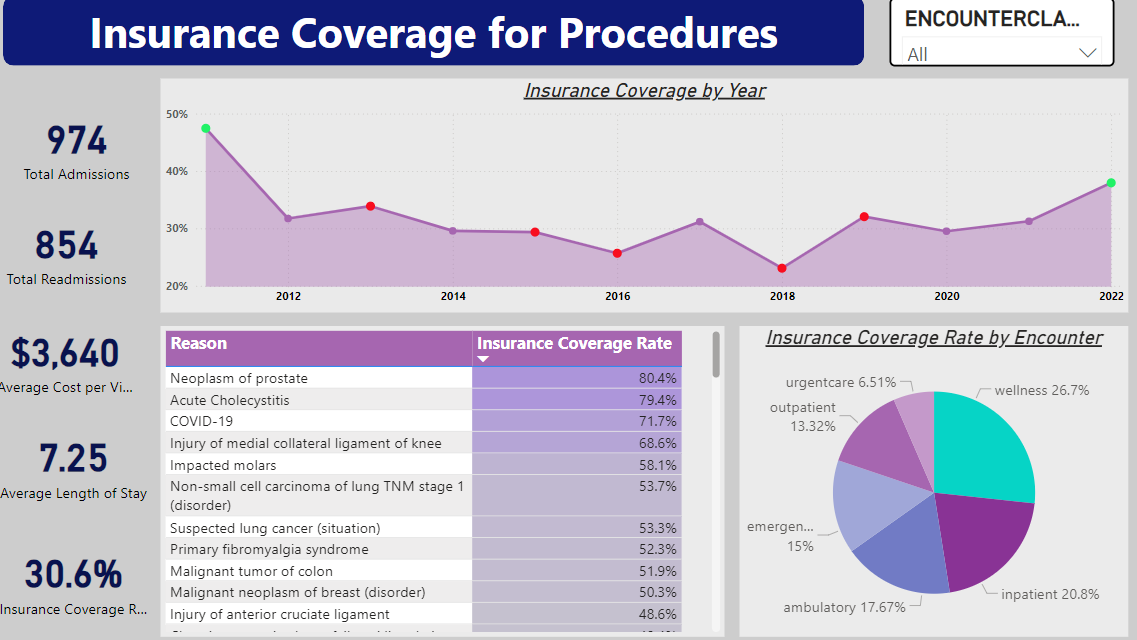 Insurance Coverage for Procedures
ENCOUNTERCLA...
All
974
Total Admissions
854
Total Readmissions
$3,640
Average Cost per Vi...
7.25
Average Length of Stay
30.6%
Insurance Coverage R...
Insurance Coverage by Year
50%
40%
30%
20%
2012 2014 2016 2018 2020 2022
Reason Insurance Coverage Rate
Neoplasm of prostate 80.4%
Acute Cholecystitis 79.4%
COVID-19 71.7%
Injury of medial collateral ligament of knee 68.6%
Impacted molars 58.1%
Non-small cell carcinoma of lung TNM stage 1 53.7%
(disorder)
Suspected lung cancer (situation) 53.3%
Primary fibromyalgia syndrome 52.3%
Malignant tumor of colon 51.9%
Malignant neoplasm of breast (disorder) 50.3%
Injury of anterior cruciate ligament 48.6%
Insurance Coverage Rate by Encounter
urgentcare 6.51%
wellness 26.7%
outpatient
13.32%
emergen...
15%
ambulatory 17.67%
inpatient 20.8%